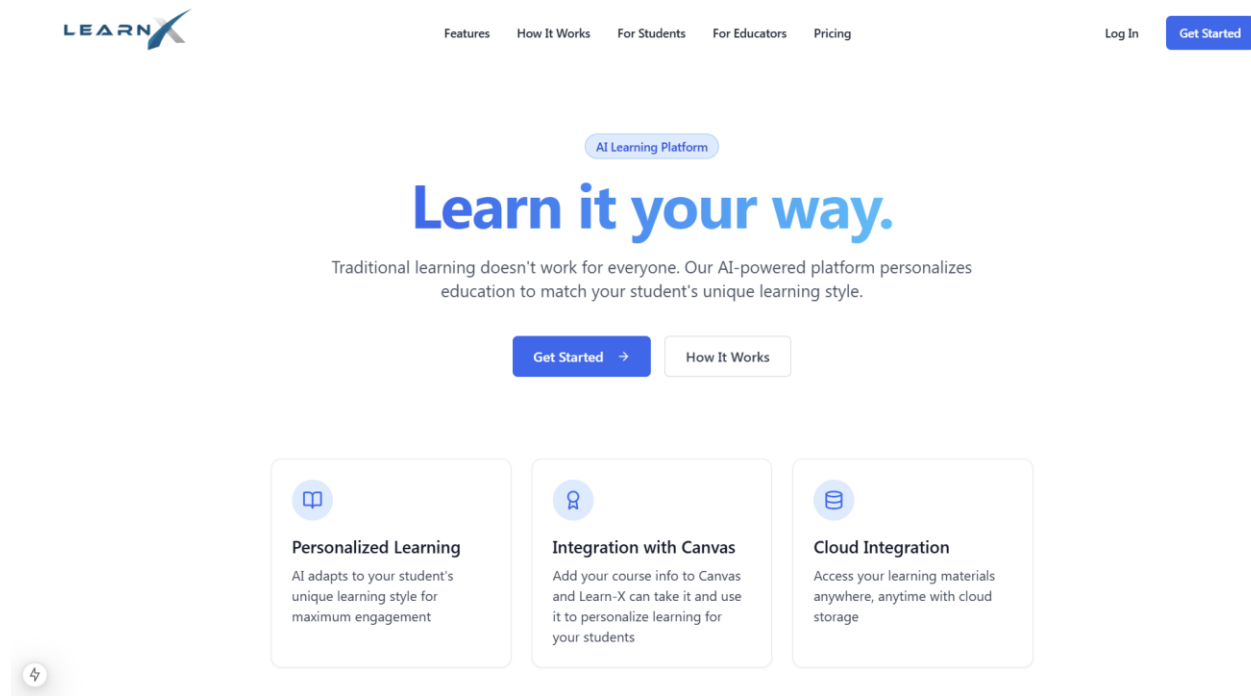 LEARNX
Features How It Works For Students For Educators Pricing
Log In Get Started
AI Learning Platform
Learn it your way.
Traditional learning doesn't work for everyone. Our AI-powered platform personalizes
education to match your student's unique learning style.
Get Started How It Works
Personalized Learning
AI adapts to your student's
unique learning style for
maximum engagement
Integration with Canvas
Add your course info to Canvas
and Learn-X can take it and use
it to personalize learning for
your students
Cloud Integration
Access your learning materials
anywhere, anytime with cloud
storage